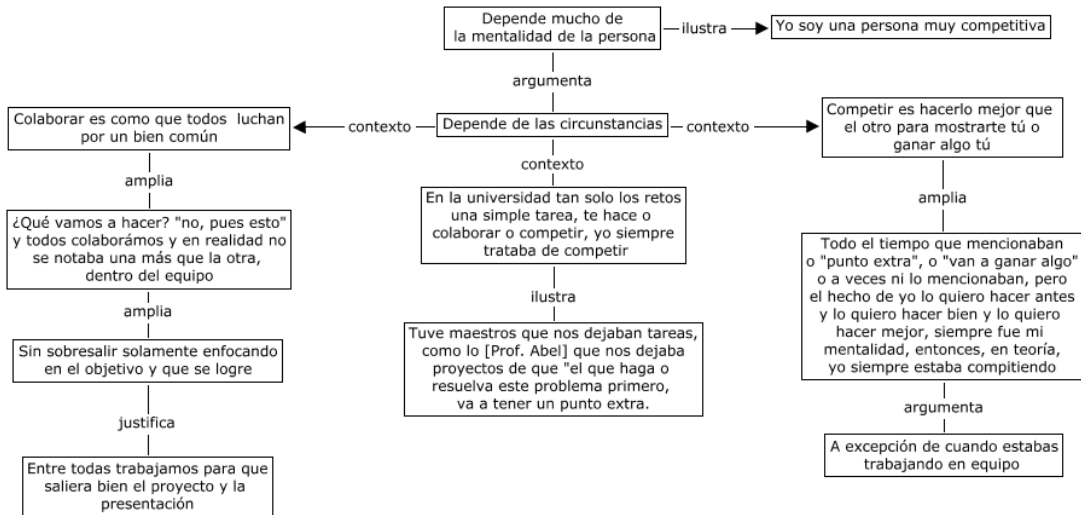 Depende mucho de
la mentalidad de la persona
ilustra
Yo soy una persona muy competitiva
argumenta
Colaborar es como que todos luchan
por un bien común
contexto
Depende de las circunstancias
contexto
Competir es hacerlo mejor que
el otro para mostrarte tú o
ganar algo tú
amplia
¿Qué vamos a hacer? "no, pues esto"
y todos colaborámos y en realidad no
se notaba una más que la otra,
dentro del equipo
amplia
Sin sobresalir solamente enfocando
en el objetivo y que se logre
justifica
Entre todas trabajamos para que
saliera bien el proyecto y la
presentación
contexto
En la universidad tan solo los retos
una simple tarea, te hace o
colaborar o competir, yo siempre
trataba de competir
ilustra
Tuve maestros que nos dejaban tareas,
como lo [Prof. Abel] que nos dejaba
proyectos de que "el que haga o
resuelva este problema primero,
va a tener un punto extra.
amplia
Todo el tiempo que mencionaban
o "punto extra", o "van a ganar algo"
o a veces ni lo mencionaban, pero
el hecho de yo lo quiero hacer antes
y lo quiero hacer bien y lo quiero
hacer mejor, siempre fue mi
mentalidad, entonces, en teoría,
yo siempre estaba compitiendo
argumenta
A excepción de cuando estabas
trabajando en equipo